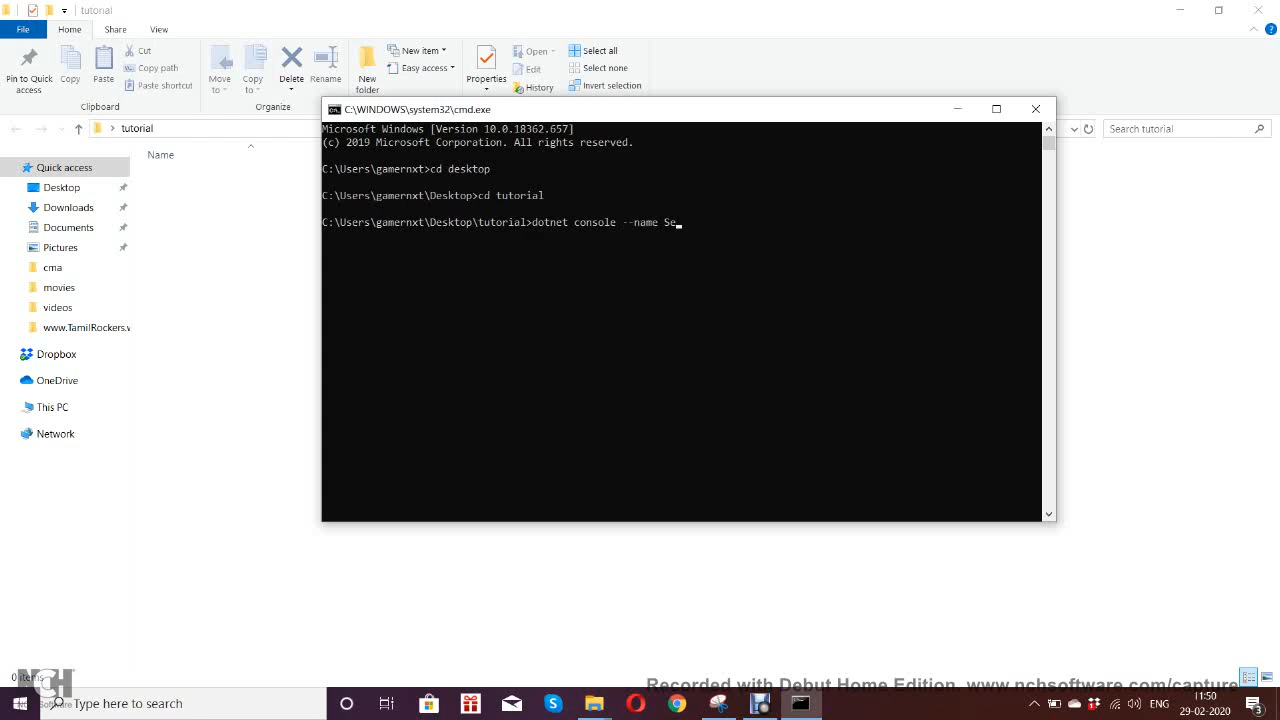 tutorial
File Home Share View
Pin to Quick access
Copy
Paste
Cut
Copy path
Paste shortcut
Clipboard
Move to
Copy to
Delete
Rename
Organize
New folder
New item
Easy access
Properties
Open
Edit
History
Select all
Select none
Invert selection
tutorial
Search tutorial
Name
Quick access
Desktop
Downloads
Documents
Pictures
cma
movies
videos
www.TamilRockers.
Dropbox
OneDrive
This PC
Network
C:\WINDOWS\system32\cmd.exe
Microsoft Windows [Version 10.0.18362.657]
(c) 2019 Microsoft Corporation. All rights reserved.
C:\Users\gamernxt>cd desktop
C:\Users\gamernxt\Desktop>cd tutorial
C:\Users\gamernxt\Desktop\tutorial>dotnet console --name Se
0 items
NCH Software
Recorded with Debut Home Edition. www.nchsoftware.com/capture
Type here to search
ENG
11:50
29-02-2020
3